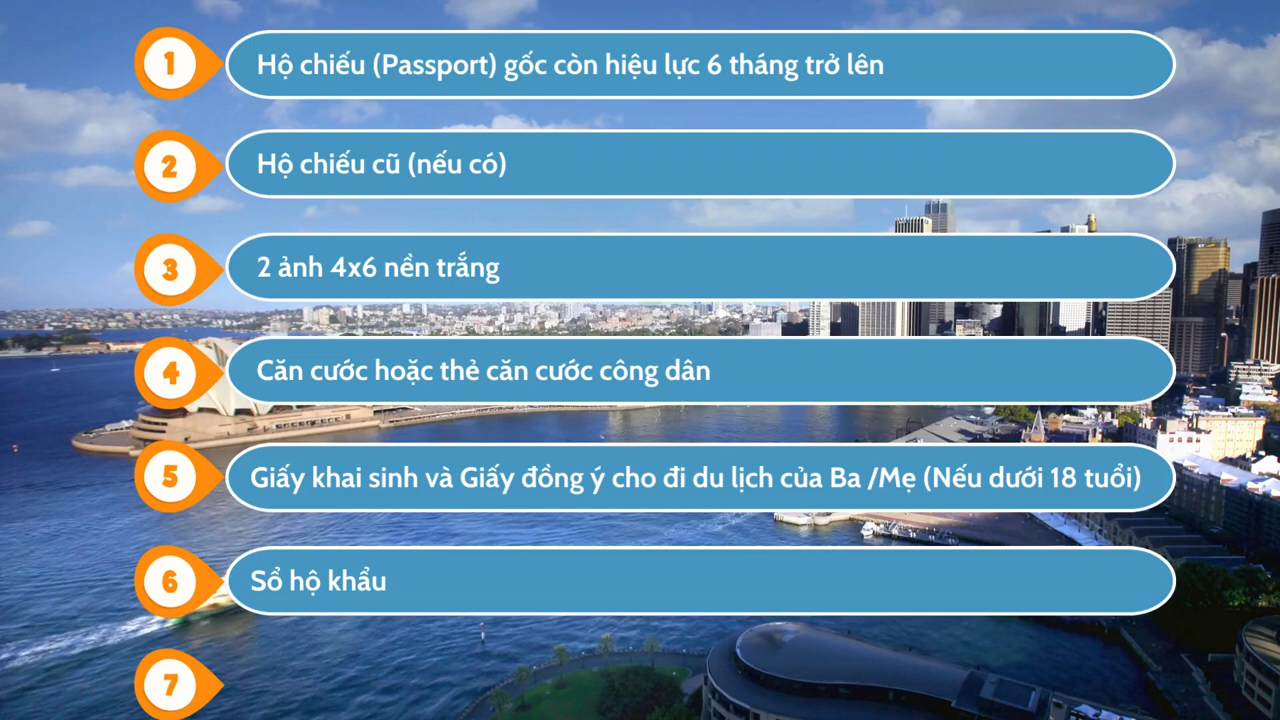 1 Hộ chiếu (Passport) gốc còn hiệu lực 6 tháng trở lên
2 Hộ chiếu cũ (nếu có)
3 2 ảnh 4x6 nền trắng
4 Căn cước hoặc thẻ căn cước công dân
5 Giấy khai sinh và Giấy đồng ý cho đi du lịch của Ba /Mẹ (Nếu dưới 18 tuổi)
6 Sổ hộ khẩu
7